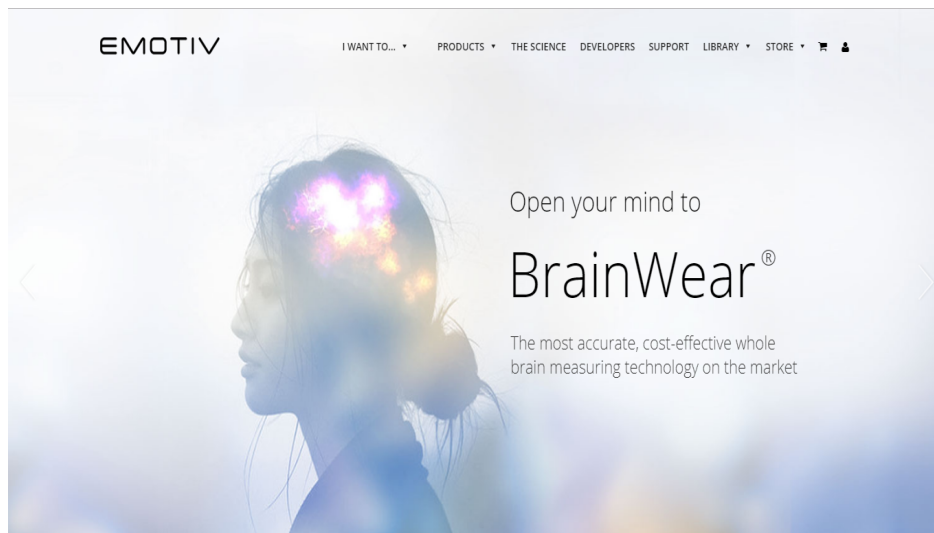 EMOTIV
I WANT TO... ▼ PRODUCTS ▼ THE SCIENCE DEVELOPERS SUPPORT LIBRARY ▼ STORE ▼
Open your mind to
BrainWear®
The most accurate, cost-effective whole
brain measuring technology on the market